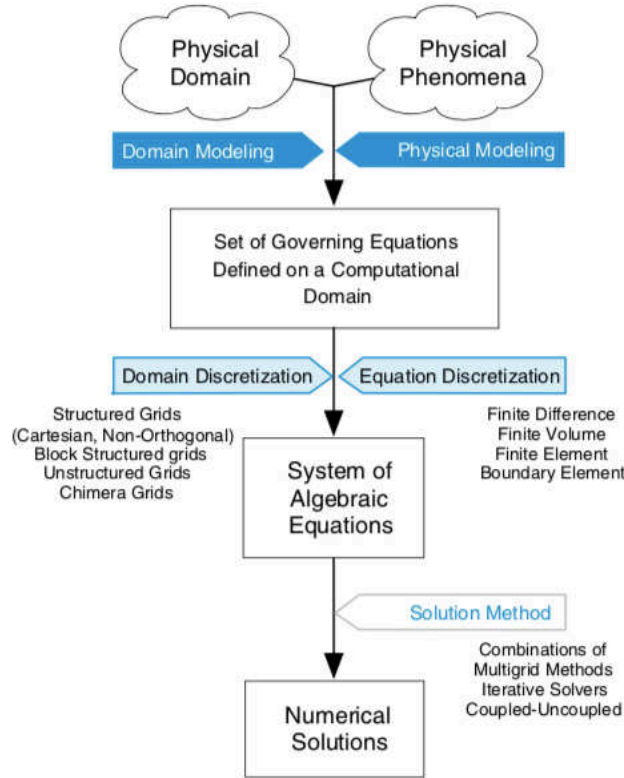 Physical
Domain
Physical
Phenomena
Domain Modeling
Physical Modeling
Set of Governing Equations
Defined on a Computational
Domain
Domain Discretization
Equation Discretization
Structured Grids
(Cartesian, Non-Orthogonal)
Block Structured grids
Unstructured Grids
Chimera Grids
Finite Difference
Finite Volume
Finite Element
Boundary Element
System of
Algebraic
Equations
Solution Method
Combinations of
Multigrid Methods
Iterative Solvers
Coupled-Uncoupled
Numerical
Solutions